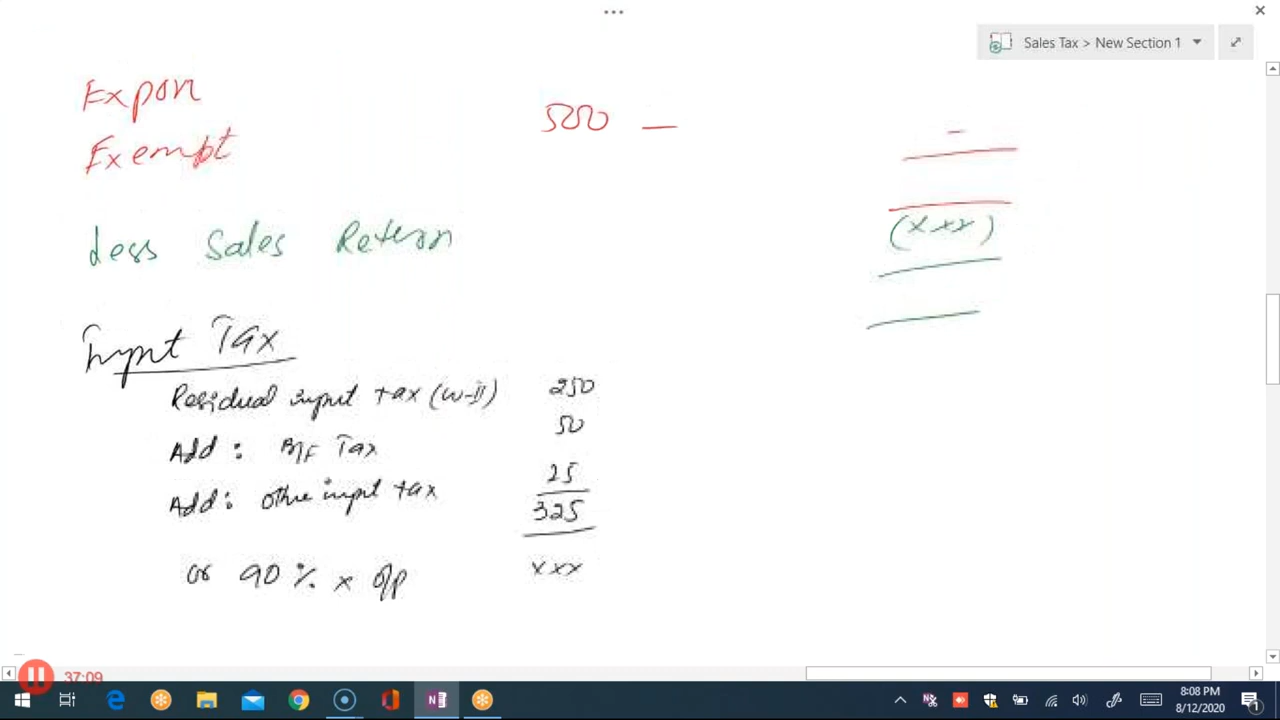 Sales Tax > New Section 1
Export
500 —
Exempt
Less Sales Return (xxx)
Input Tax
Residual input tax (W-II) 250
Add: B/F Tax 50
Add: other input tax 25
325
or 90% x O/P xxx
37:09
8:08 PM
8/12/2020